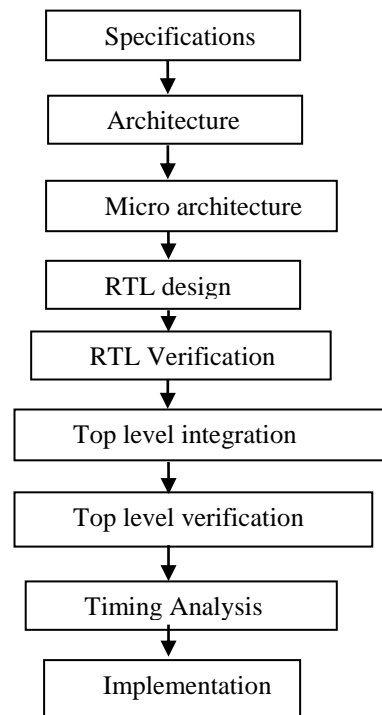 Specifications
Architecture
Micro architecture
RTL design
RTL Verification
Top level integration
Top level verification
Timing Analysis
Implementation